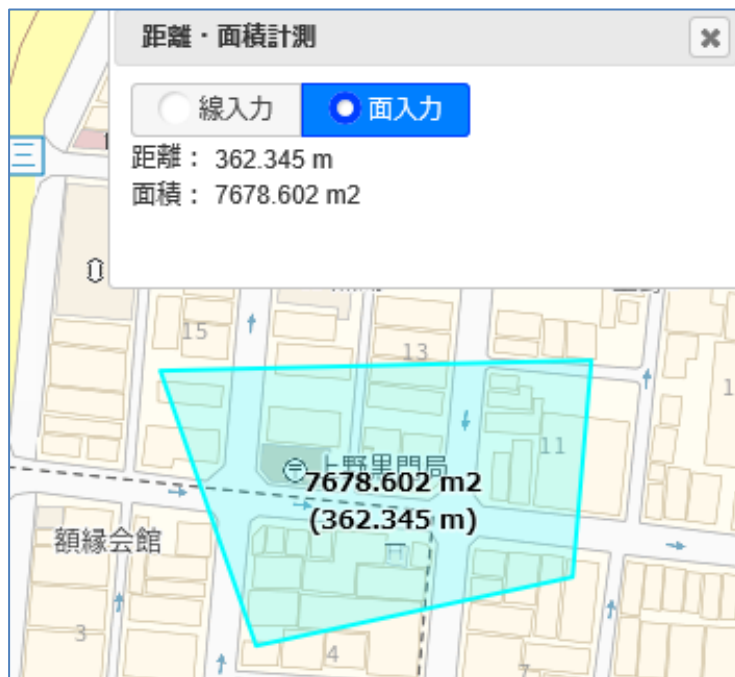 距離・面積計測
線入力
面入力
距離： 362.345 m
面積： 7678.602 m2
三
15
13
11
1
上野黒門局
7678.602 m2
(362.345 m)
額縁会館
3
4
7